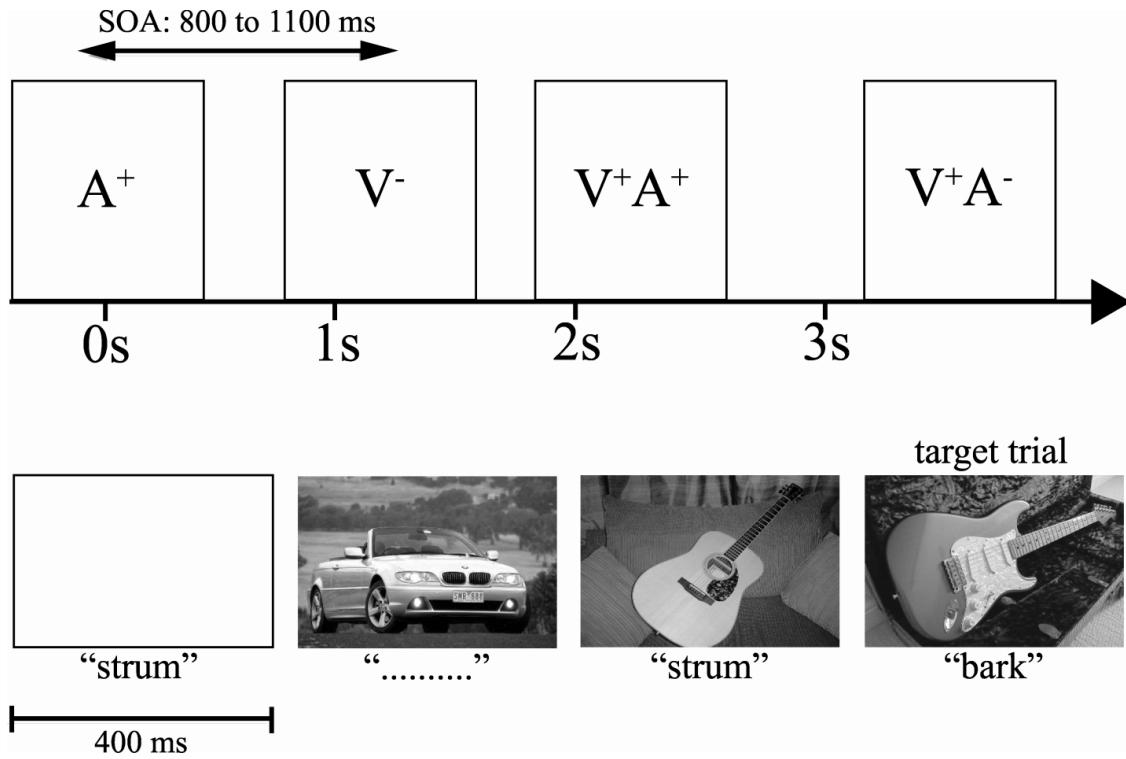 SOA: 800 to 1100 ms
A⁺
V⁻
V⁺A⁺
V⁺A⁻
0s
1s
2s
3s
target trial
“strum”
“..........”
“strum”
“bark”
400 ms